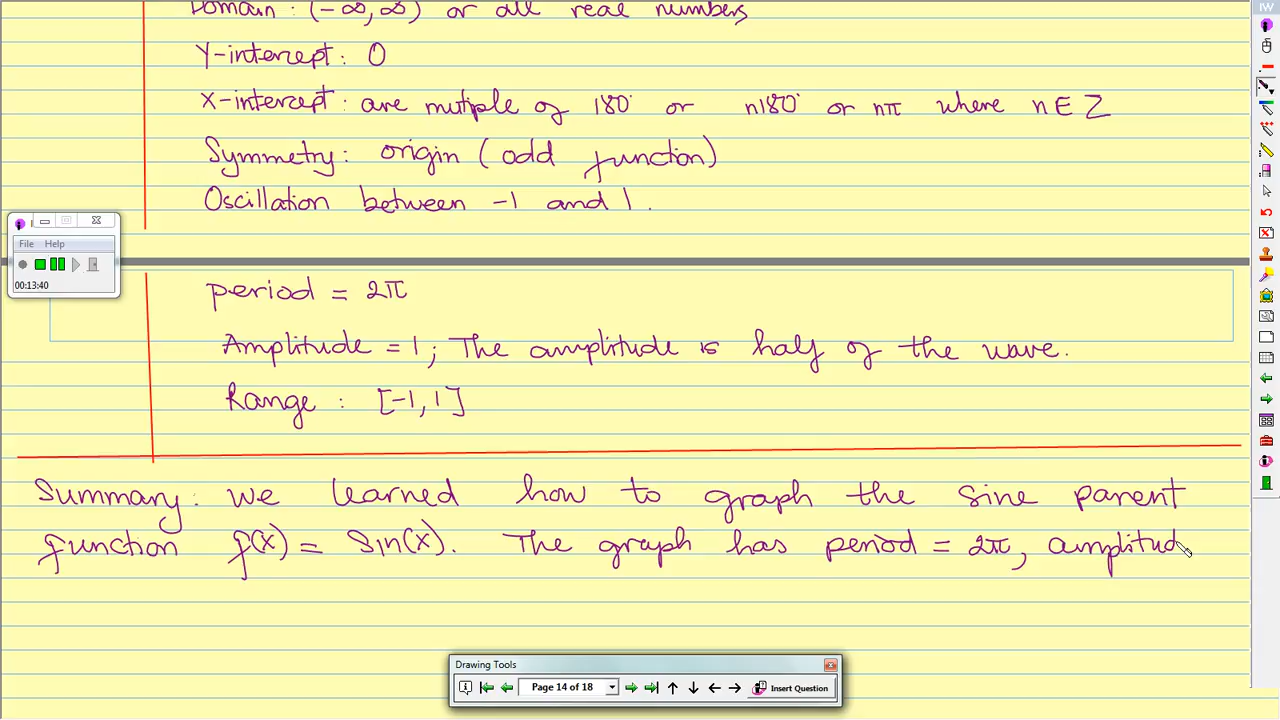 Domain: (-∞,∞) or all real numbers
Y-intercept: 0
X-intercept: are mutiple of 180° or n180° or nπ where n∈Z
Symmetry: origin (odd function)
Oscillation between -1 and 1.
File Help
00:13:40
period = 2π
Amplitude = 1; The amplitude is half of the wave.
Range : [-1,1]
Summary: we learned how to graph the sine parent
function f(x) = Sin(x). The graph has period = 2π, amplitud
Drawing Tools
Page 14 of 18
Insert Question
IW